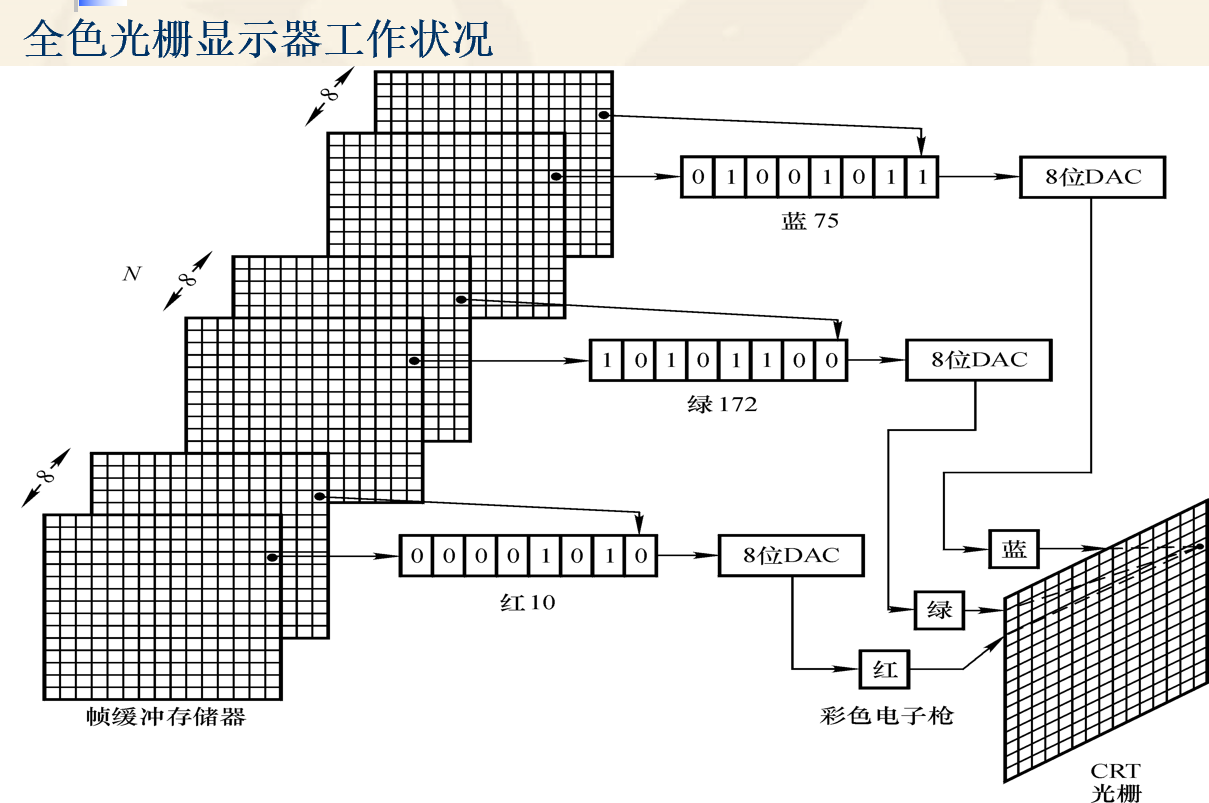 全色光栅显示器工作状况
8
0 1 0 0 1 0 1 1
8位DAC
蓝 75
N
8
1 0 1 0 1 1 0 0
8位DAC
绿 172
8
0 0 0 0 1 0 1 0
8位DAC
红 10
蓝
绿
红
帧缓冲存储器
彩色电子枪
CRT
光栅